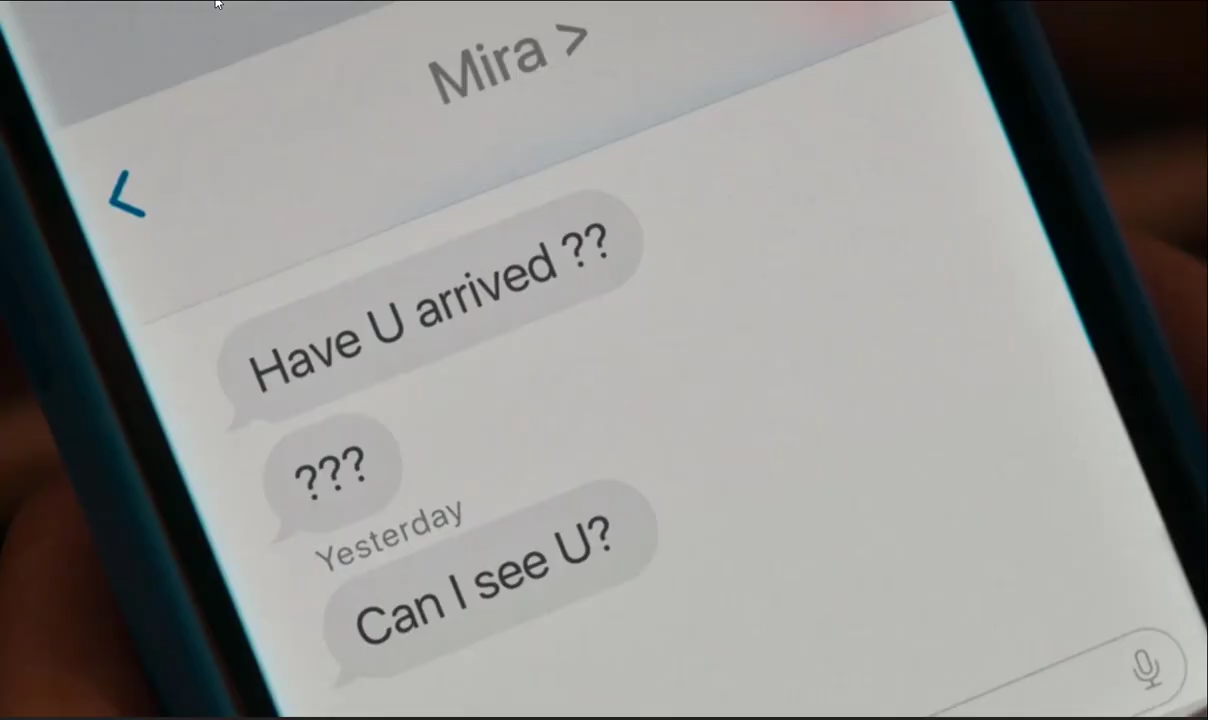 Mira >
Have U arrived ??
???
Yesterday
Can I see U?